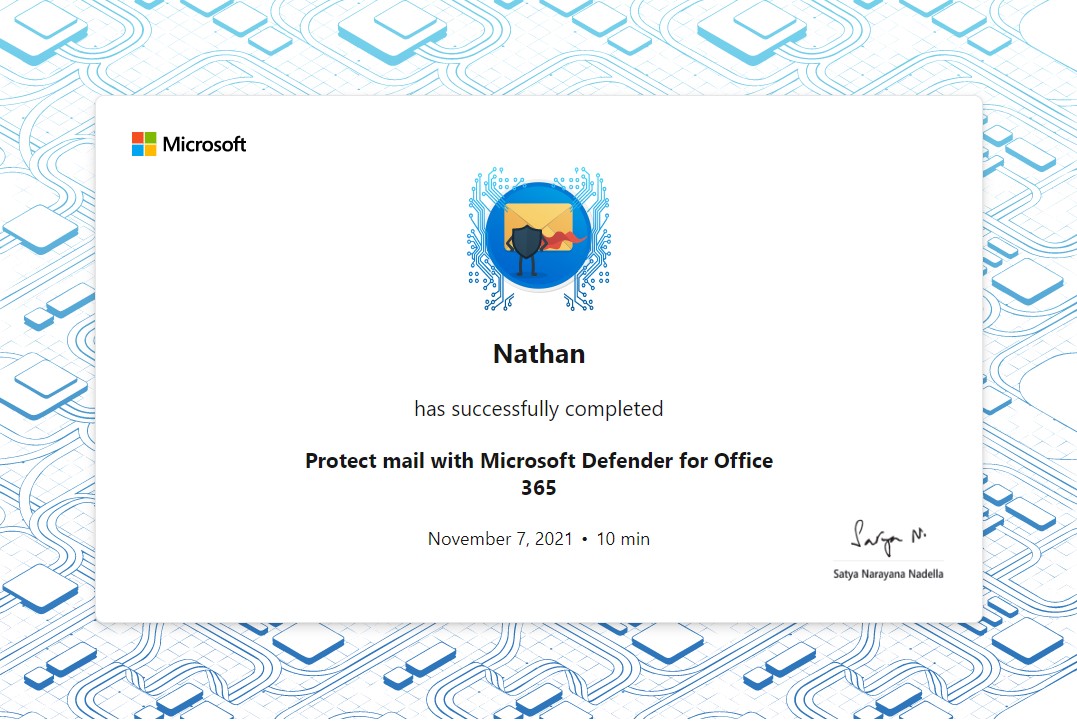 Microsoft
Nathan
has successfully completed
Protect mail with Microsoft Defender for Office
365
November 7, 2021 • 10 min
Satya N.
Satya Narayana Nadella